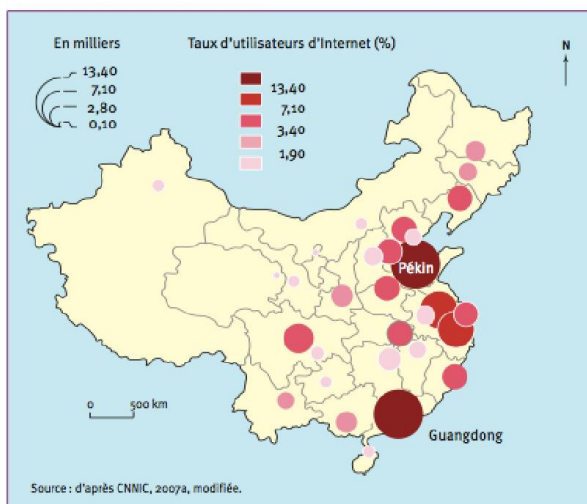 En milliers
13,40
7,10
2,80
0,10
Taux d'utilisateurs d'Internet (%)
13,40
7,10
3,40
1,90
N
Pékin
Guangdong
0 500 km
Source : d'après CNNIC, 2007a, modifiée.